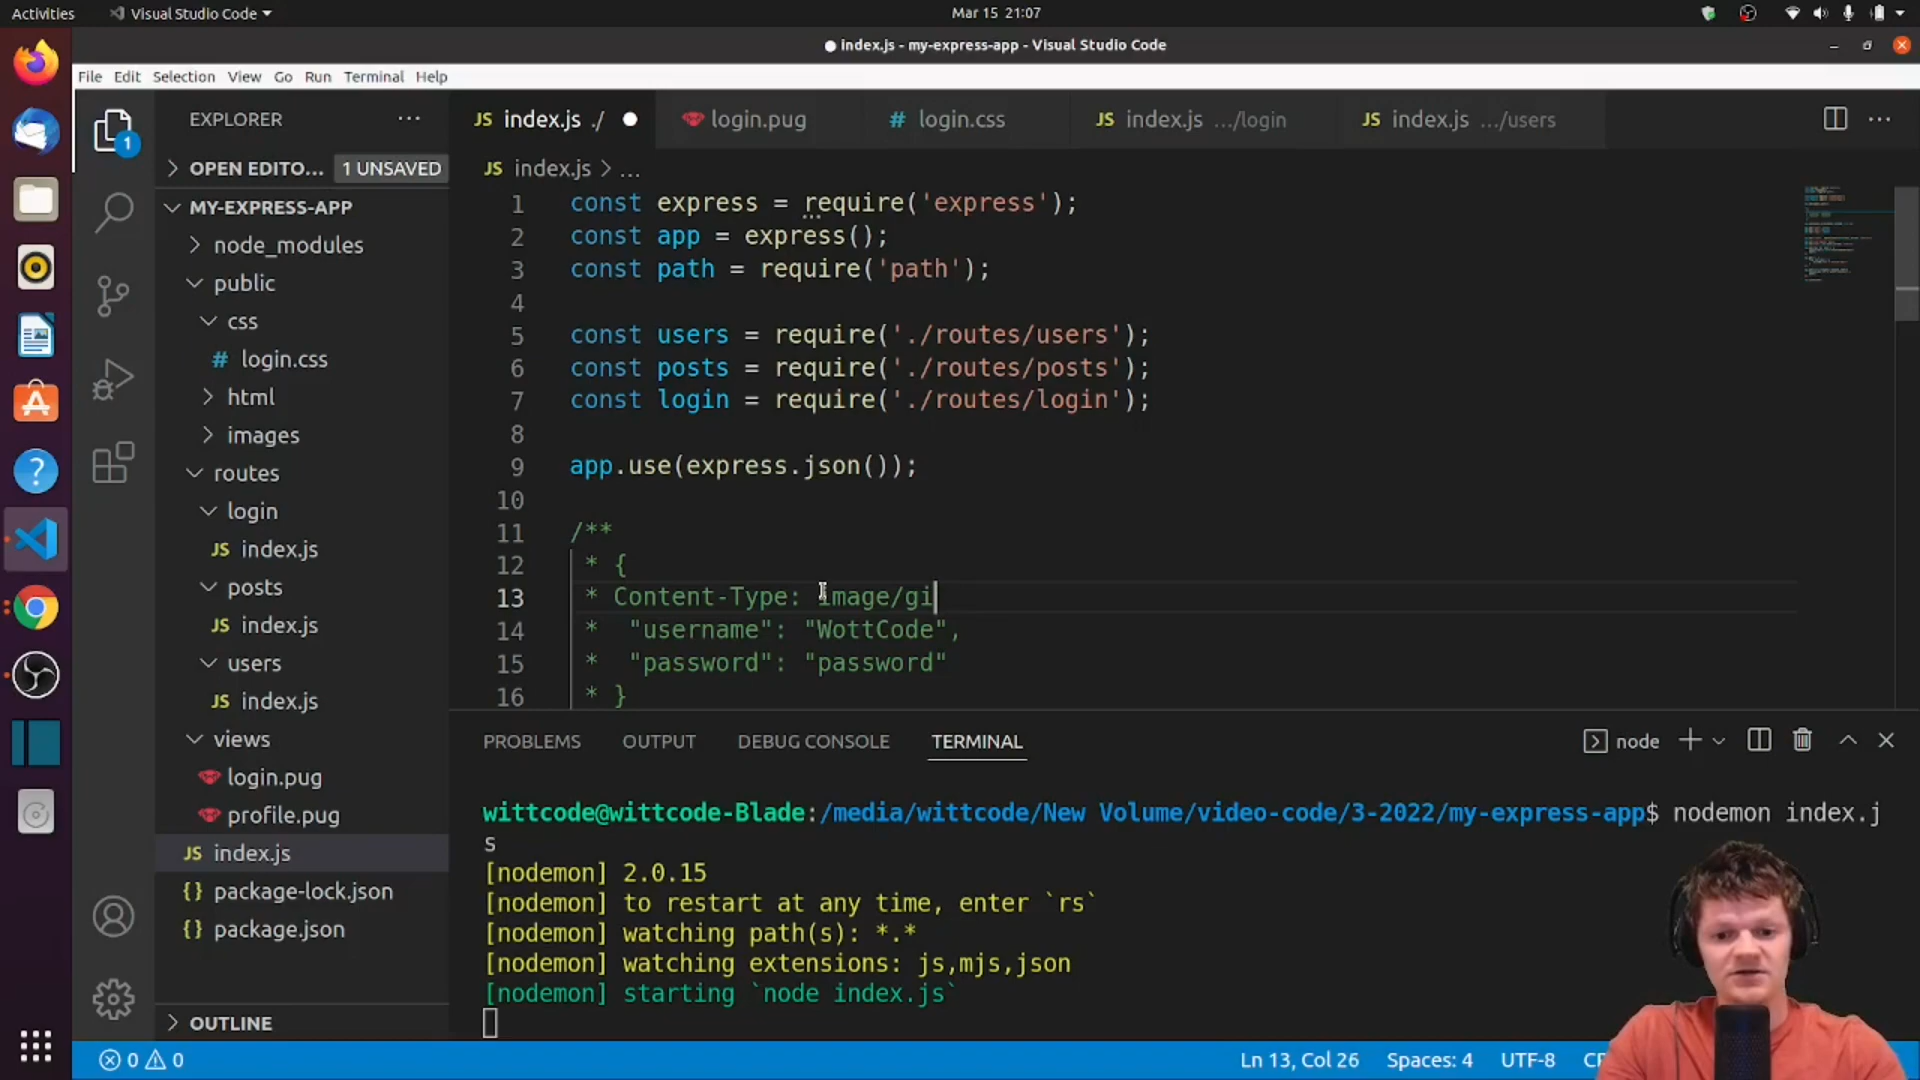 Activities
Visual Studio Code
Mar 15 21:07
index.js - my-express-app - Visual Studio Code
File Edit Selection View Go Run Terminal Help
EXPLORER
1
OPEN EDITO... 1 UNSAVED
MY-EXPRESS-APP
node_modules
public
css
# login.css
html
images
routes
login
JS index.js
posts
JS index.js
users
JS index.js
views
login.pug
profile.pug
JS index.js
{} package-lock.json
{} package.json
OUTLINE
JS index.js ./
login.pug
# login.css
JS index.js .../login
JS index.js .../users
JS index.js > ...
1 const express = require('express');
2 const app = express();
3 const path = require('path');
4
5 const users = require('./routes/users');
6 const posts = require('./routes/posts');
7 const login = require('./routes/login');
8
9 app.use(express.json());
10
11 /**
12 * {
13 * Content-Type: image/gi
14 *  "username": "WottCode",
15 *  "password": "password"
16 * }
PROBLEMS OUTPUT DEBUG CONSOLE TERMINAL
node
wittcode@wittcode-Blade:/media/wittcode/New Volume/video-code/3-2022/my-express-app$ nodemon index.j
s
[nodemon] 2.0.15
[nodemon] to restart at any time, enter `rs`
[nodemon] watching path(s): *.*
[nodemon] watching extensions: js,mjs,json
[nodemon] starting `node index.js`
0 0
Ln 13, Col 26 Spaces: 4 UTF-8